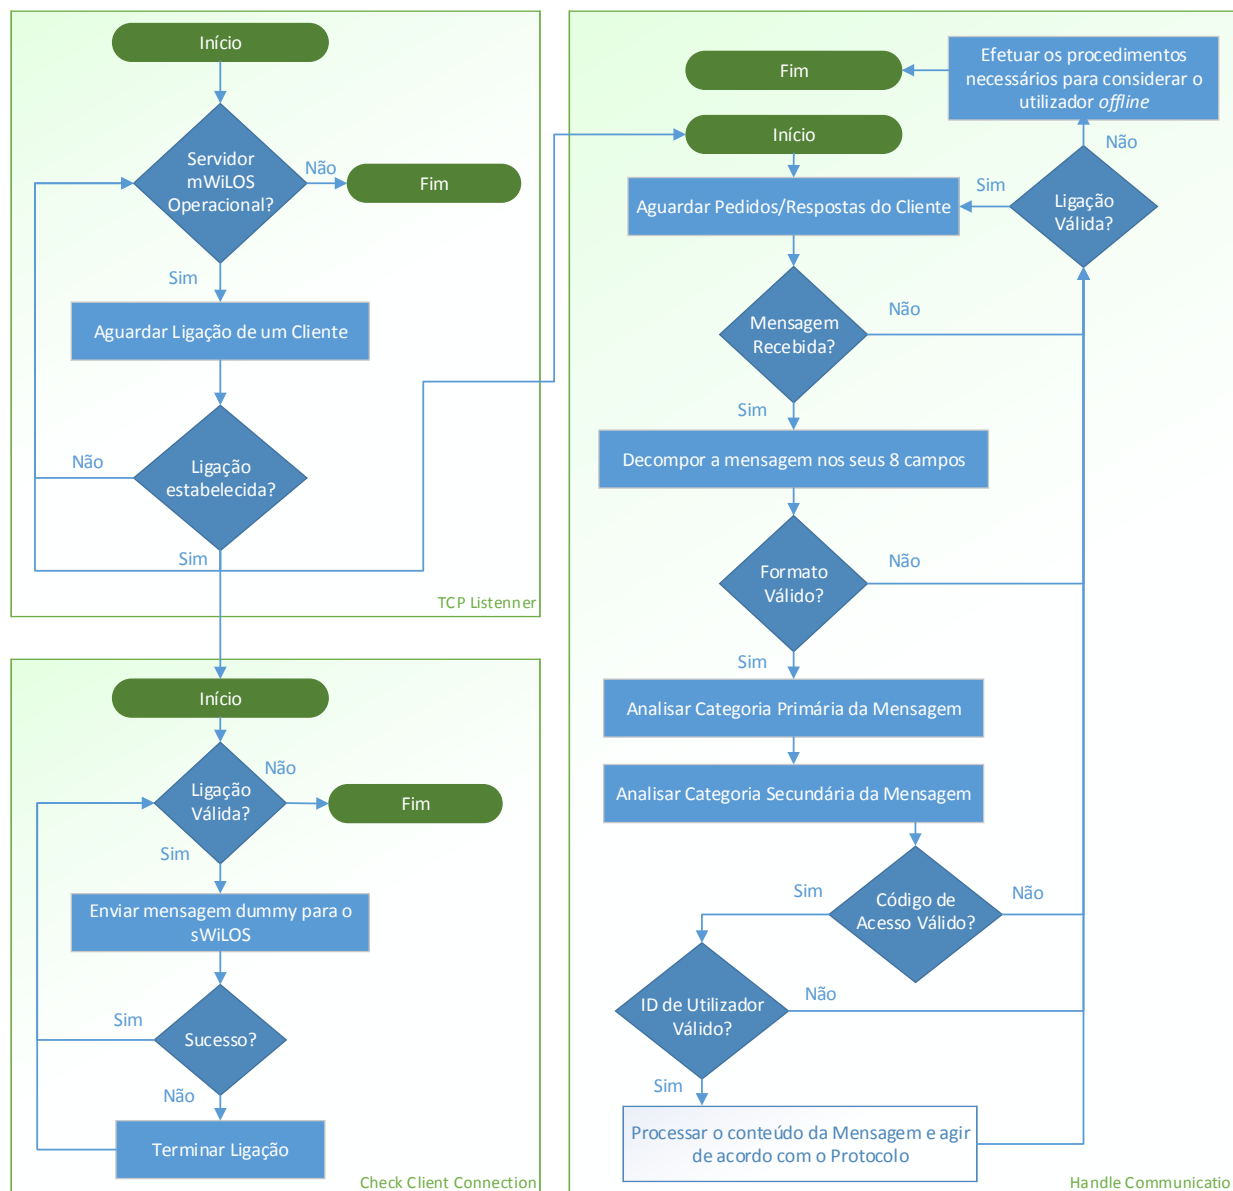 Início
Servidor
mWiLOS
Operacional?
Não
Fim
Sim
Aguardar Ligação de um Cliente
Ligação
estabelecida?
Não
Sim
TCP Listenner
Início
Ligação
Válida?
Não
Fim
Sim
Enviar mensagem dummy para o
sWiLOS
Sucesso?
Sim
Não
Terminar Ligação
Check Client Connection
Fim
Efetuar os procedimentos
necessários para considerar o
utilizador offline
Início
Não
Aguardar Pedidos/Respostas do Cliente
Sim
Ligação
Válida?
Mensagem
Recebida?
Não
Sim
Decompor a mensagem nos seus 8 campos
Formato
Válido?
Não
Sim
Analisar Categoria Primária da Mensagem
Analisar Categoria Secundária da Mensagem
Código de
Acesso Válido?
Sim
Não
ID de Utilizador
Válido?
Não
Sim
Processar o conteúdo da Mensagem e agir
de acordo com o Protocolo
Handle Communicatio